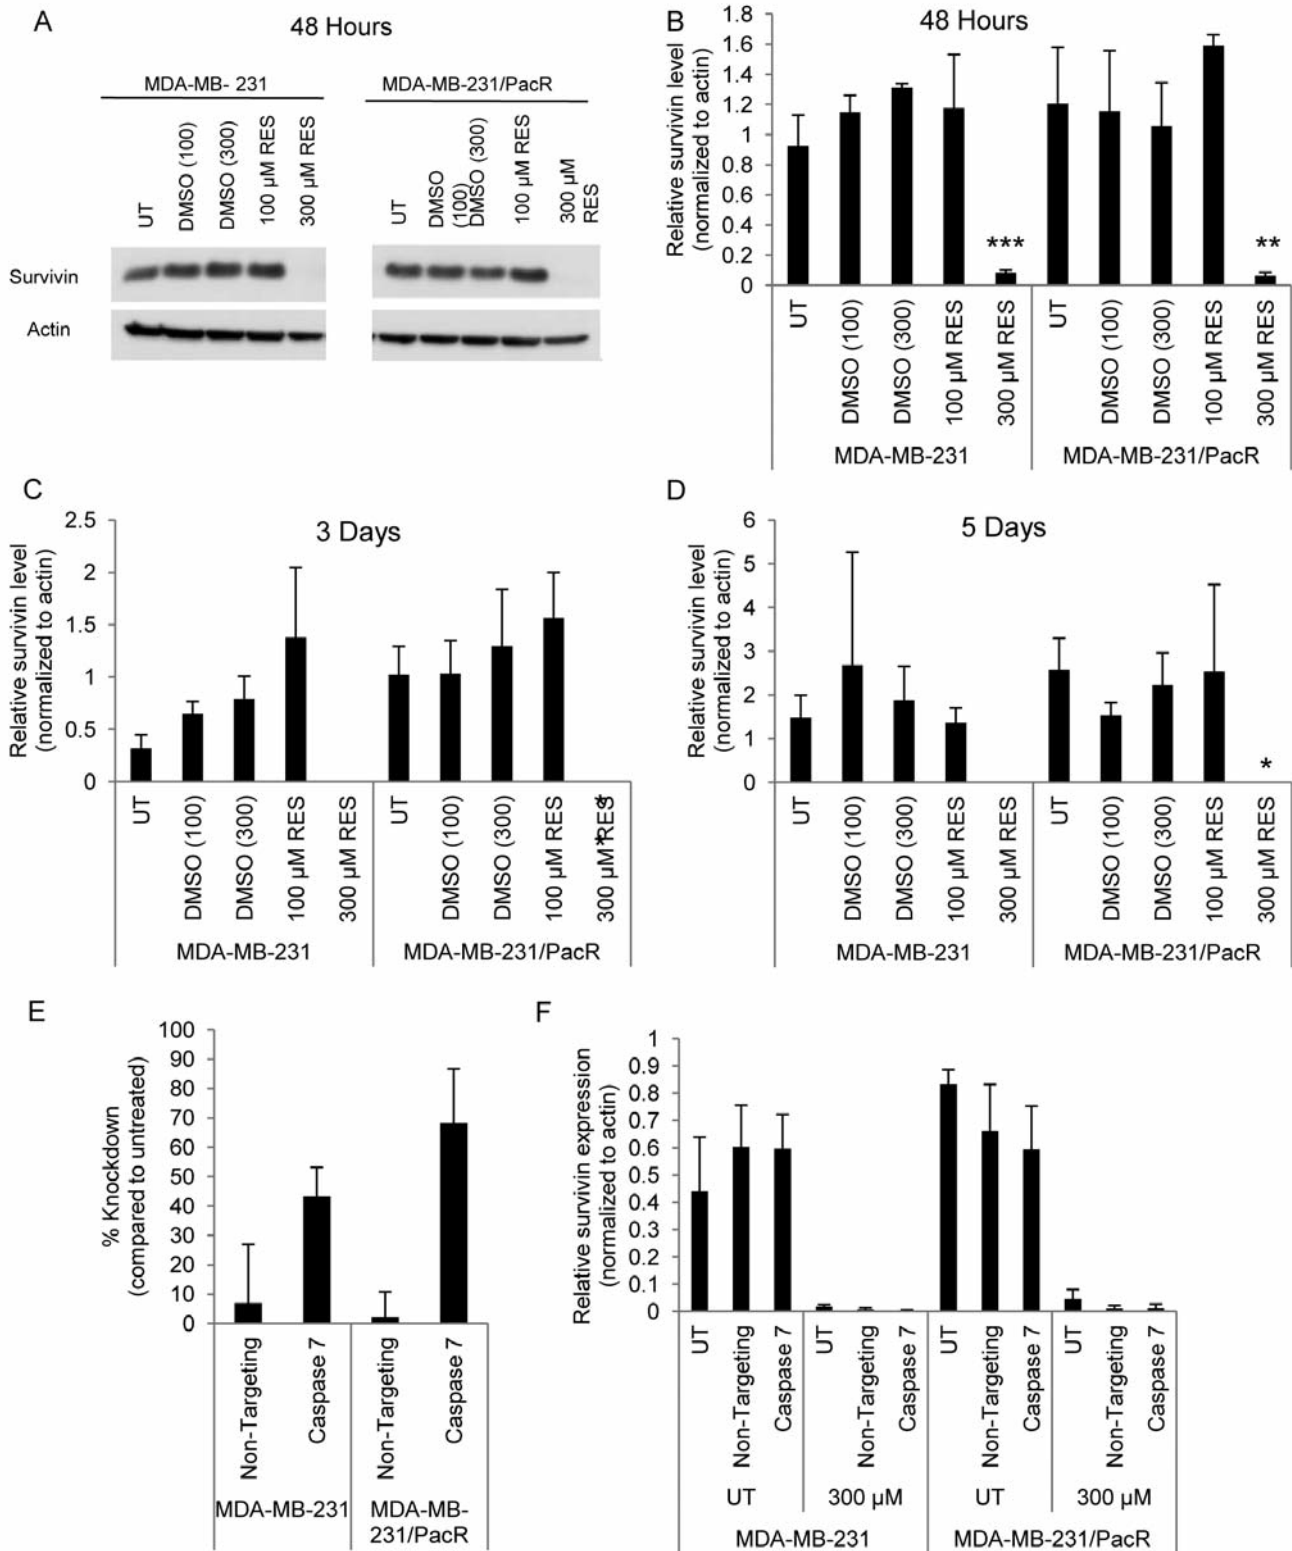 A
48 Hours
MDA-MB- 231
MDA-MB-231/PacR
UT
DMSO (100)
DMSO (300)
100 µM RES
300 µM RES
UT
DMSO
(100)
DMSO (300)
100 µM RES
300 µM
RES
Survivin
Actin
B
48 Hours
Relative survivin level
(normalized to actin)
1.8
1.6
1.4
1.2
1
0.8
0.6
0.4
0.2
0
***
**
UT
DMSO (100)
DMSO (300)
100 µM RES
300 µM RES
UT
DMSO (100)
DMSO (300)
100 µM RES
300 µM RES
MDA-MB-231
MDA-MB-231/PacR
C
3 Days
Relative survivin level
(normalized to actin)
2.5
2
1.5
1
0.5
0
UT
DMSO (100)
DMSO (300)
100 µM RES
300 µM RES
UT
DMSO (100)
DMSO (300)
100 µM RES
300 µM RES
**
MDA-MB-231
MDA-MB-231/PacR
D
5 Days
Relative survivin level
(normalized to actin)
6
5
4
3
2
1
0
*
UT
DMSO (100)
DMSO (300)
100 µM RES
300 µM RES
UT
DMSO (100)
DMSO (300)
100 µM RES
300 µM RES
MDA-MB-231
MDA-MB-231/PacR
E
% Knockdown
(compared to untreated)
100
90
80
70
60
50
40
30
20
10
0
Non-Targeting
Caspase 7
Non-Targeting
Caspase 7
MDA-MB-231
MDA-MB-
231/PacR
F
Relative survivin expression
(normalized to actin)
1
0.9
0.8
0.7
0.6
0.5
0.4
0.3
0.2
0.1
0
UT
Non-Targeting
Caspase 7
UT
Non-Targeting
Caspase 7
UT
Non-Targeting
Caspase 7
UT
Non-Targeting
Caspase 7
UT
300 µM
UT
300 µM
MDA-MB-231
MDA-MB-231/PacR